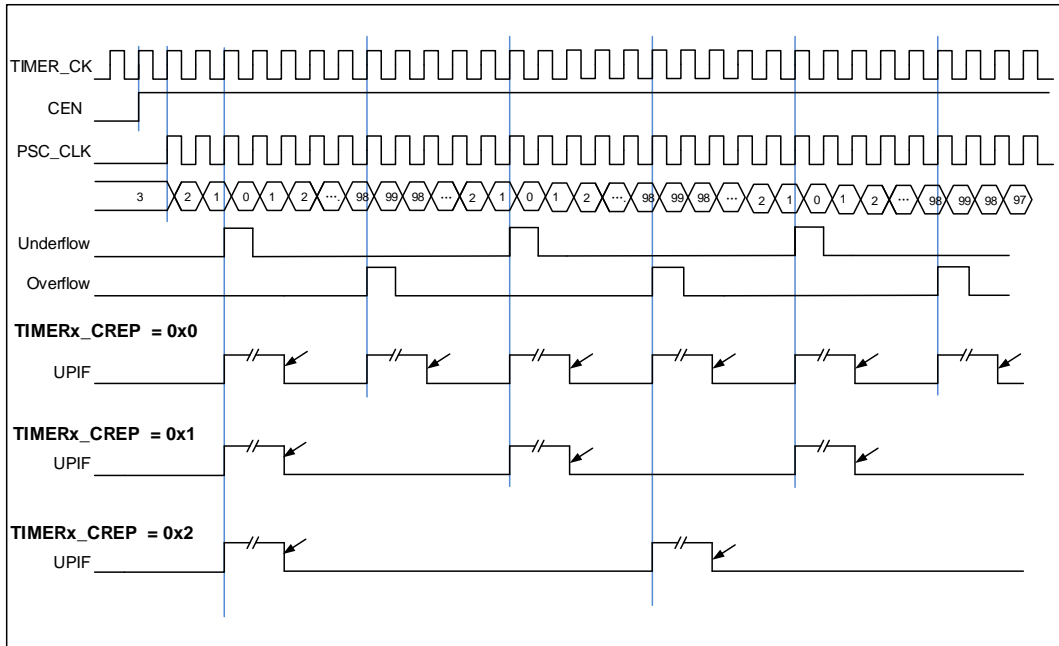 TIMER_CK
CEN
PSC_CLK
3 2 1 0 1 2 ···. 98 99 98 ··· 2 1 0 1 2 ···. 98 99 98 ··· 2 1 0 1 2 ··· 98 99 98 97
Underflow
Overflow
TIMERx_CREP = 0x0
UPIF
TIMERx_CREP = 0x1
UPIF
TIMERx_CREP = 0x2
UPIF